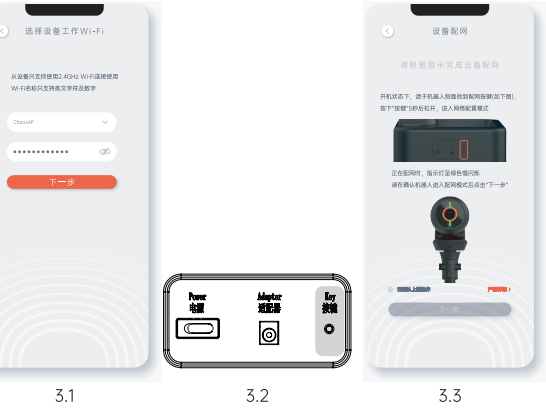 选择设备工作Wi-Fi
从设备只支持使用2.4GHz Wi-Fi连接使用
Wi-Fi名称只支持英文字符及数字
ChaosAP
下一步
3.1
Power
电源
Adaptor
适配器
Key
按键
3.2
设备配网
请根据指示完成设备配网
开机状态下，请于机器人侧面找到配网按键(如下图)，
按下"按键"5秒后松开，进入网络配置模式
正在配网时，指示灯呈绿色慢闪烁
请在确认机器人进入配网模式后点击"下一步"
下一步
3.3